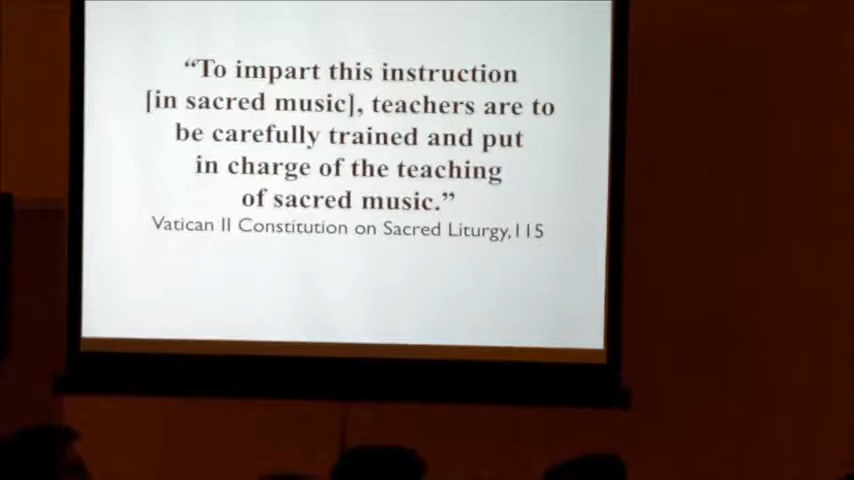 “To impart this instruction
[in sacred music], teachers are to
be carefully trained and put
in charge of the teaching
of sacred music.”
Vatican II Constitution on Sacred Liturgy, 115